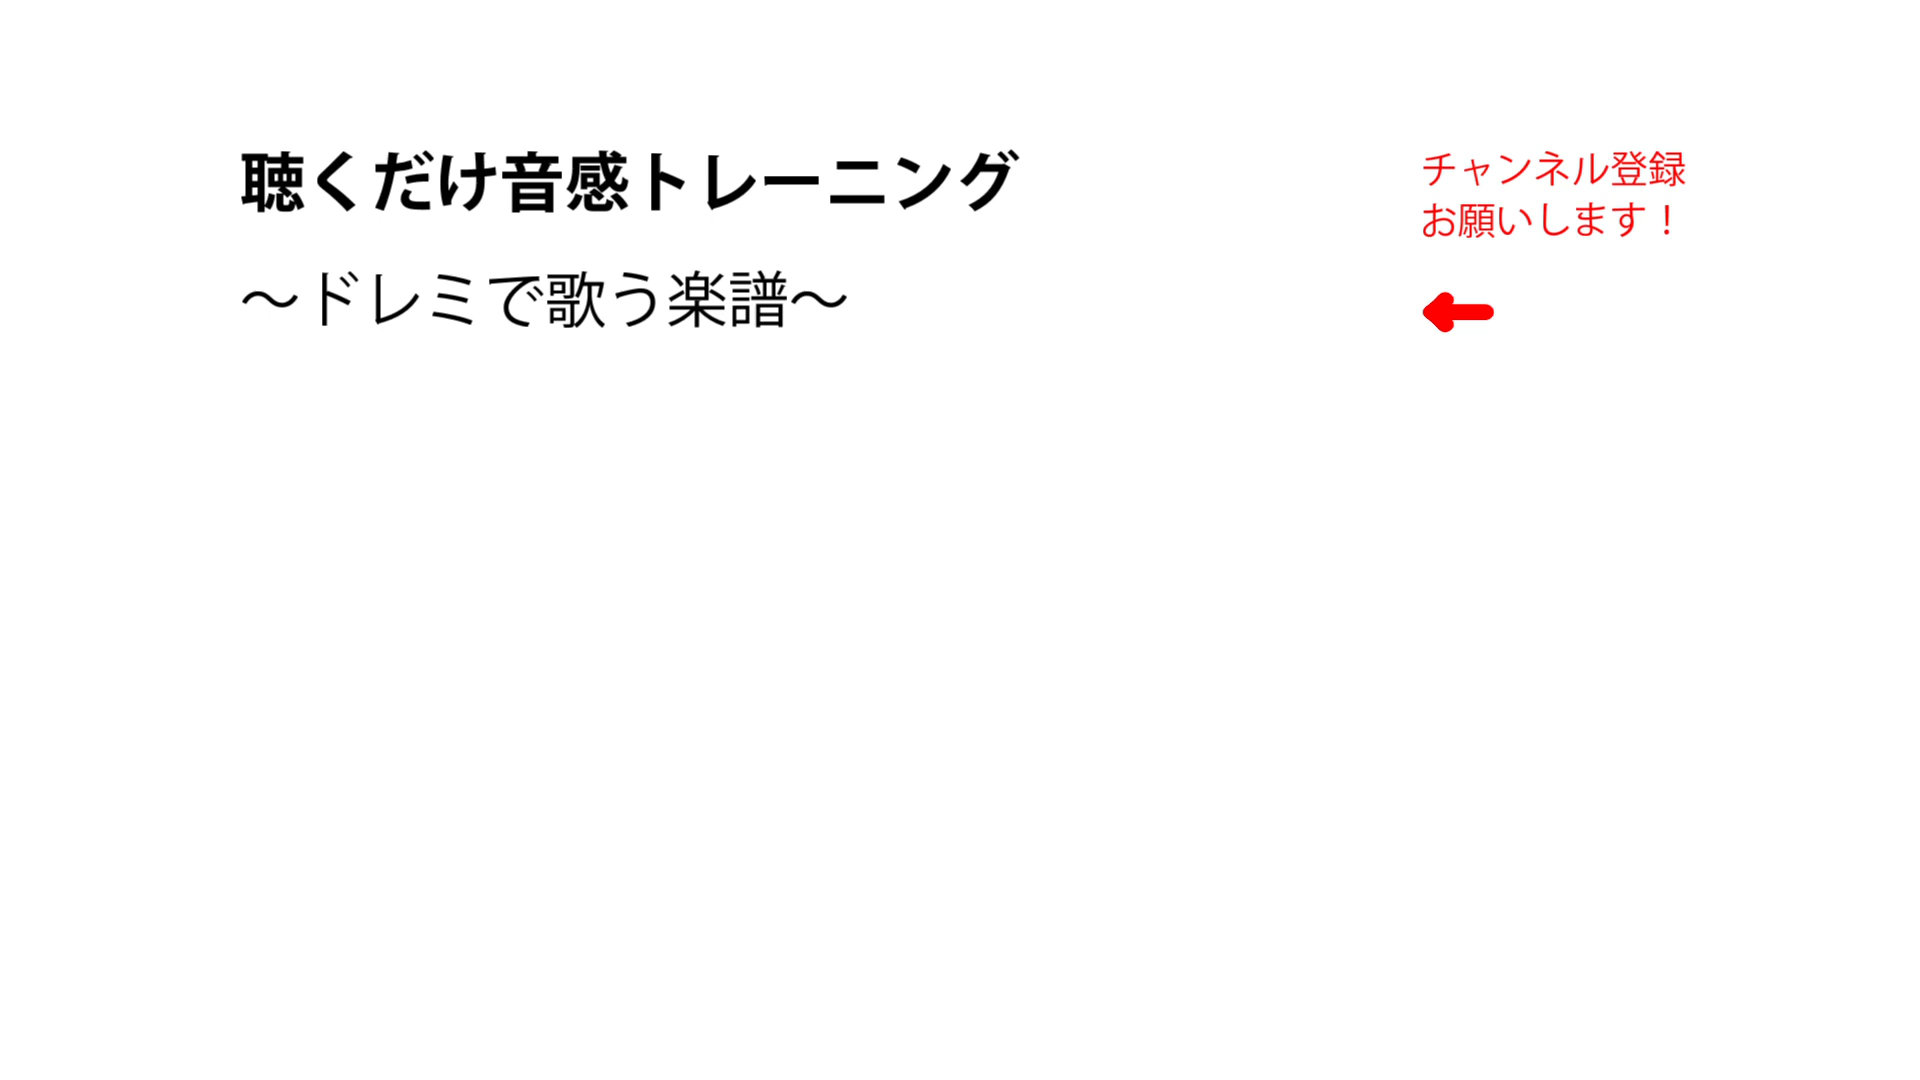 聴くだけ音感トレーニング
～ドレミで歌う楽譜～
チャンネル登録
お願いします！